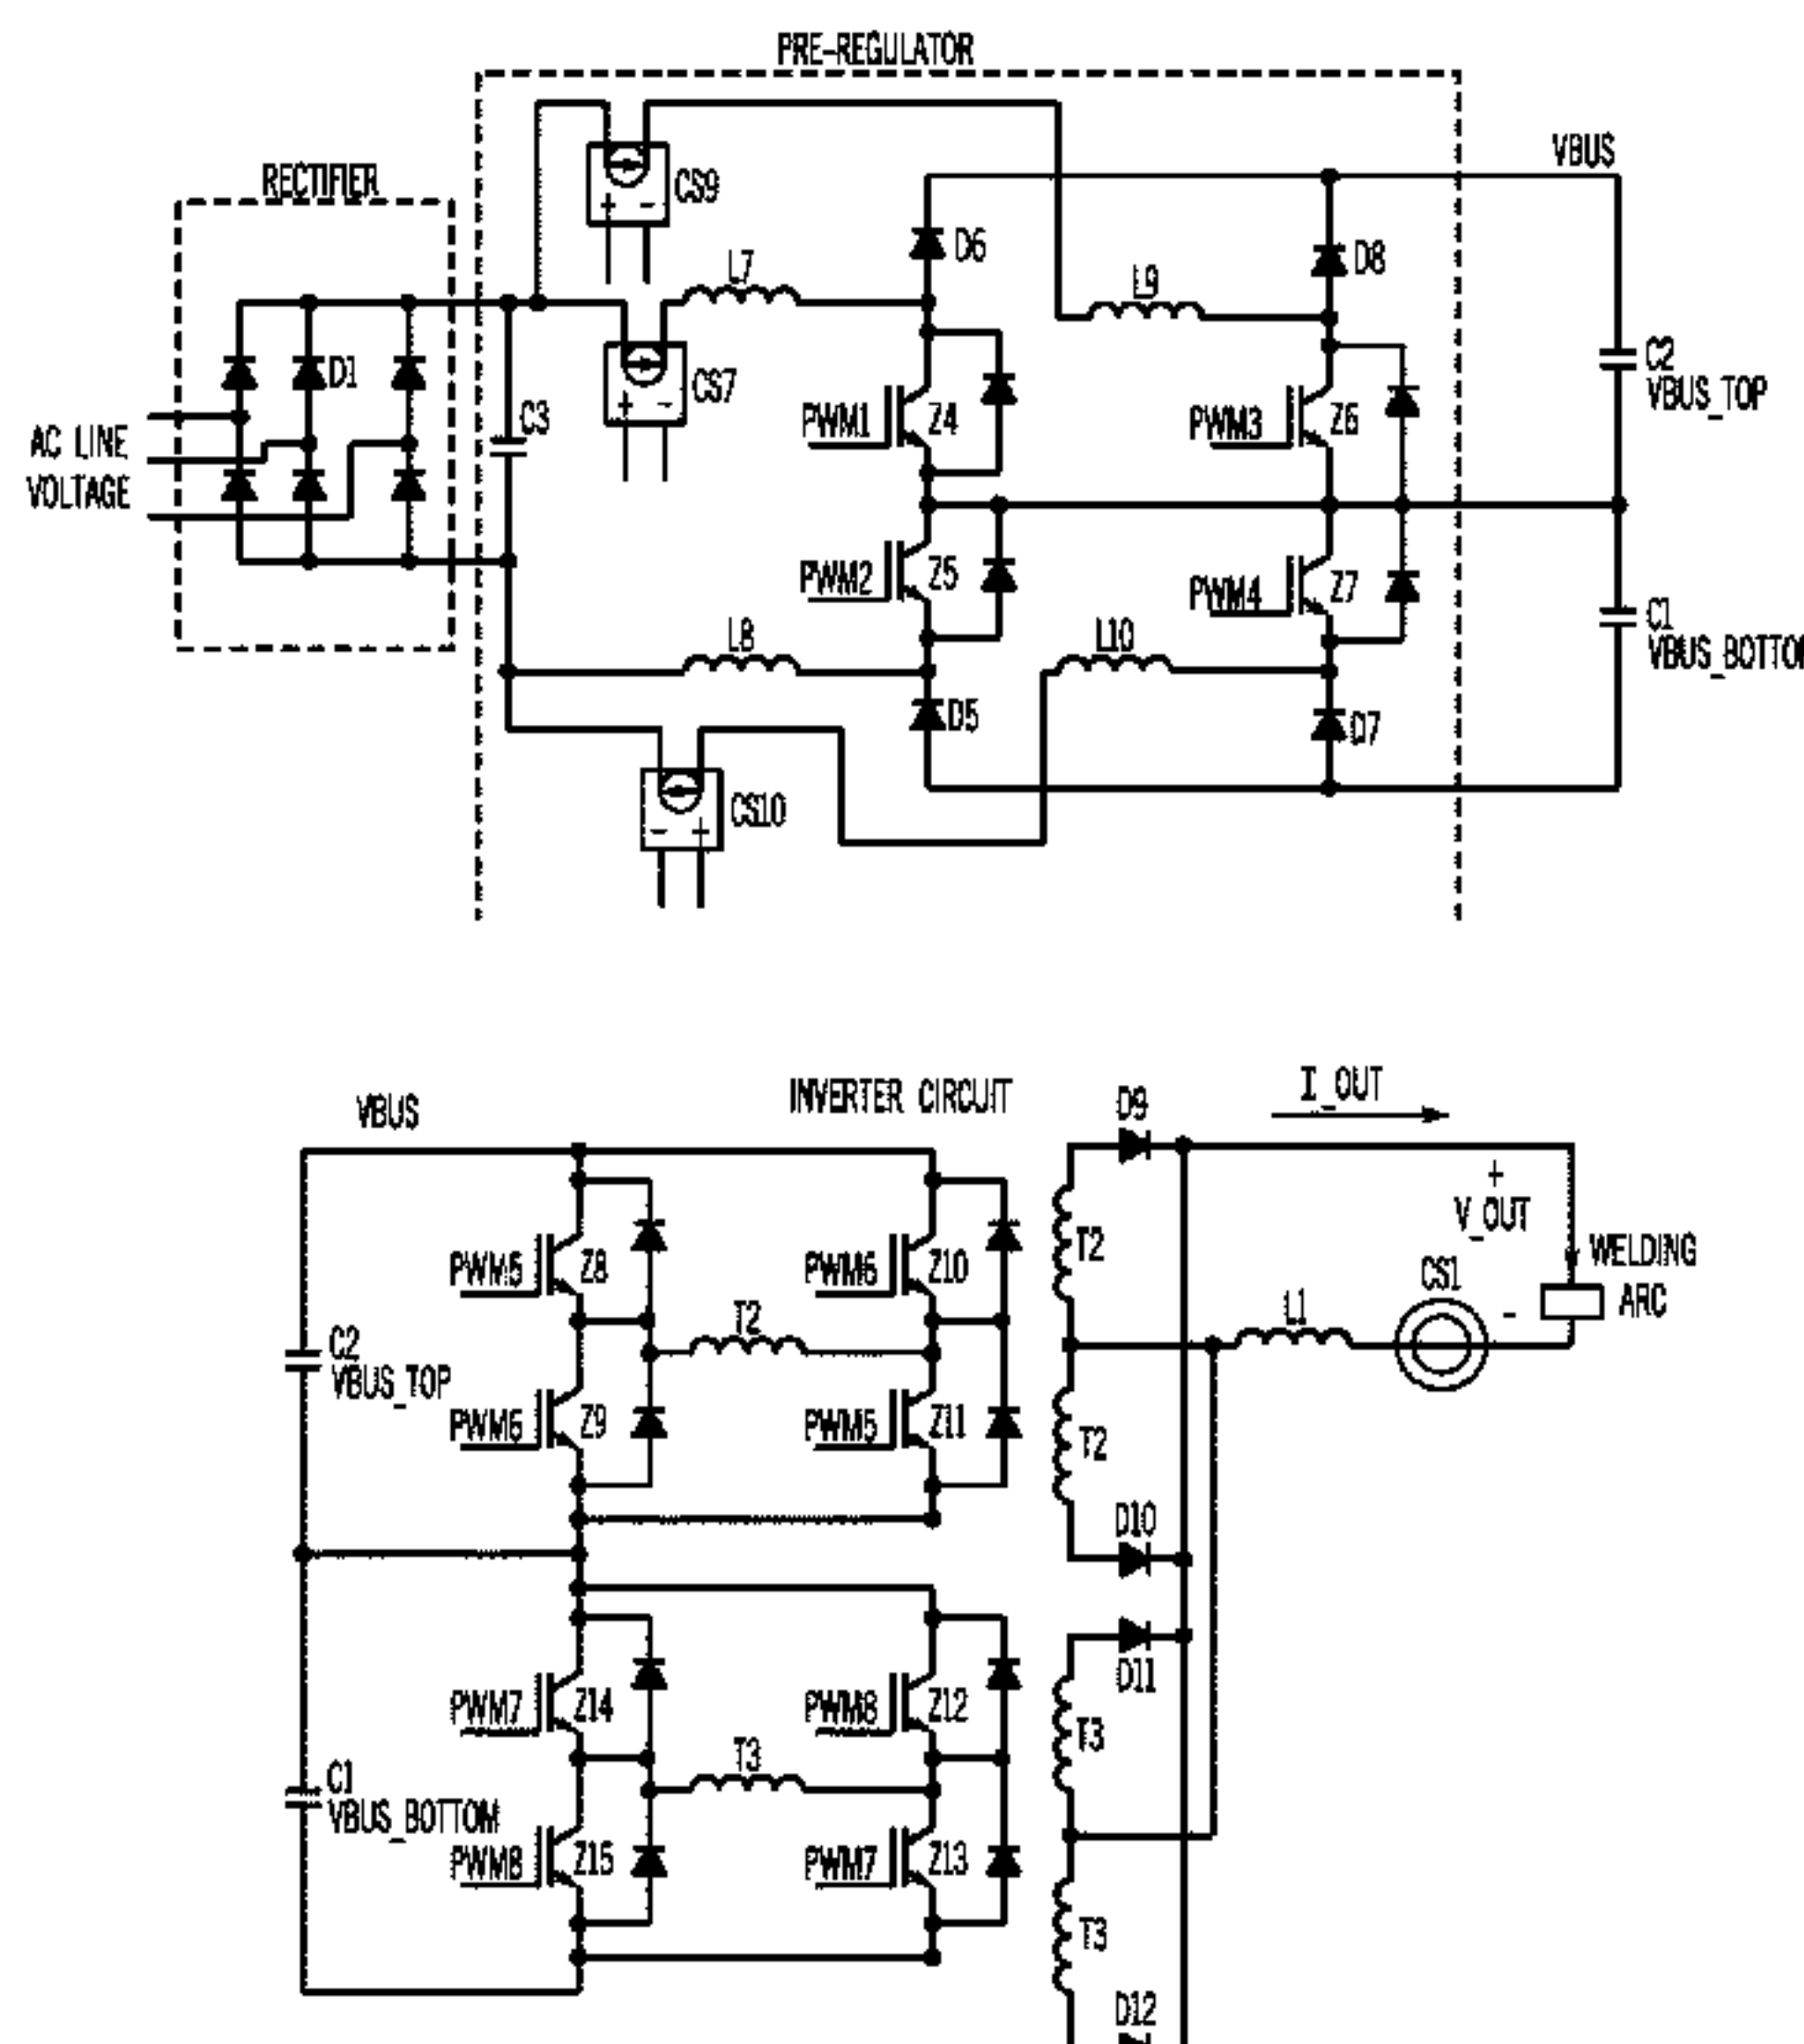 PRE-REGULATOR
RECTIFIER
VBUS
CS9
D6
D8
L7
L9
D1
CS7
C3
C2
VBUS_TOP
AC LINE
VOLTAGE
PWM1
Z4
PWM3
Z6
PWM2
Z5
PWM4
Z7
C1
VBUS_BOTTOM
L8
L10
D5
D7
CS10
VBUS
INVERTER CIRCUIT
D9
I_OUT
+
V_OUT
-
PWM5
Z8
PWM6
Z10
T2
CS1
WELDING
ARC
T2
L1
C2
VBUS_TOP
PWM6
Z9
PWM5
Z11
T2
D10
D11
PWM7
Z14
PWM8
Z12
T3
T3
C1
VBUS_BOTTOM
PWM8
Z15
PWM7
Z13
T3
D12